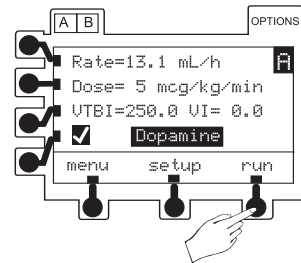 A B
OPTIONS
Rate=13.1 mL/h
A
Dose= 5 mcg/kg/min
VTBI=250.0 VI= 0.0
Dopamine
menu setup run